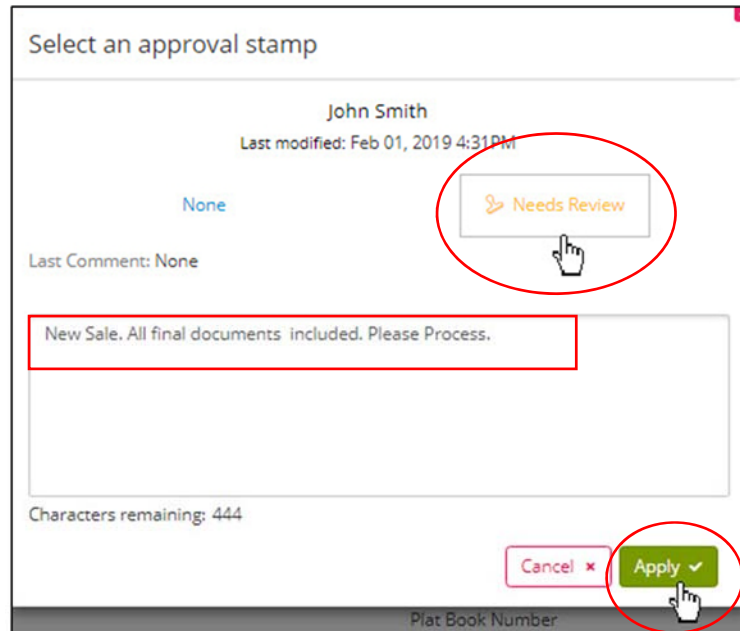 Select an approval stamp
John Smith
Last modified: Feb 01, 2019 4:31PM
None
Needs Review
Last Comment: None
New Sale. All final documents  included. Please Process.
Characters remaining: 444
Cancel ×
Apply ✓
Plat Book Number